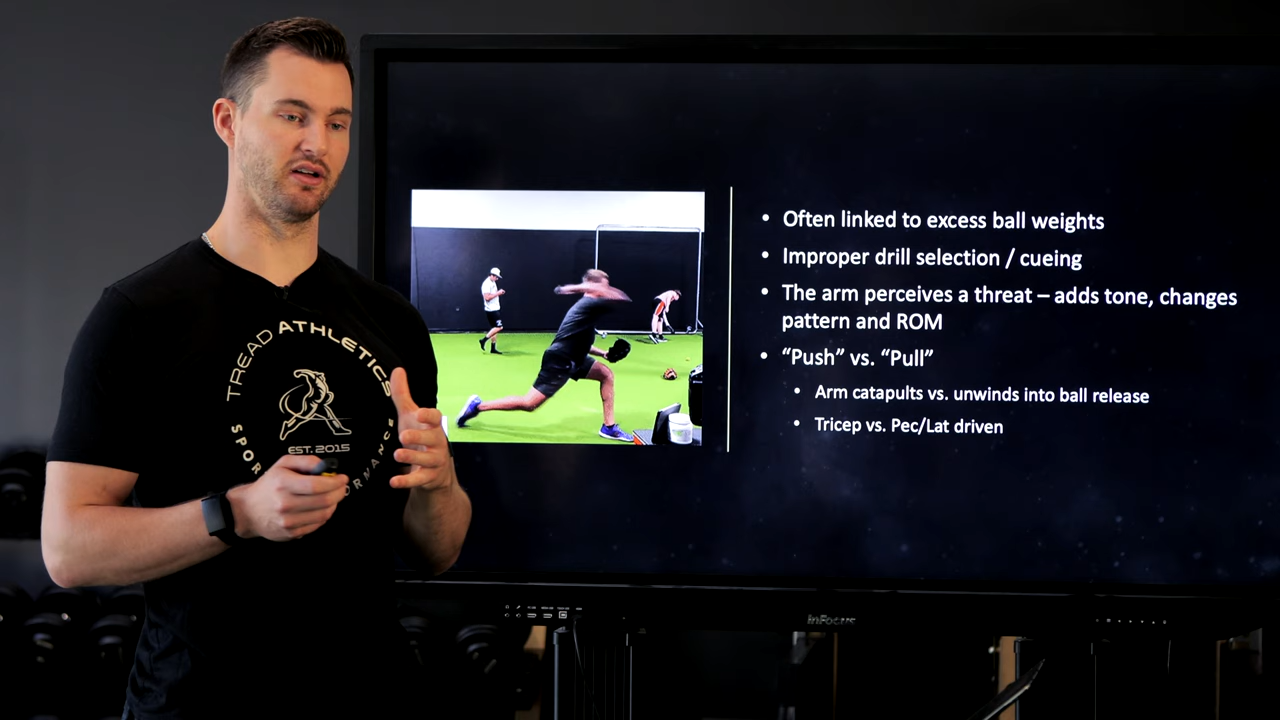 • Often linked to excess ball weights
• Improper drill selection / cueing
• The arm perceives a threat – adds tone, changes
pattern and ROM
• “Push” vs. “Pull”
• Arm catapults vs. unwinds into ball release
• Tricep vs. Pec/Lat driven
TREAD ATHLETICS
EST. 2015
InFocus